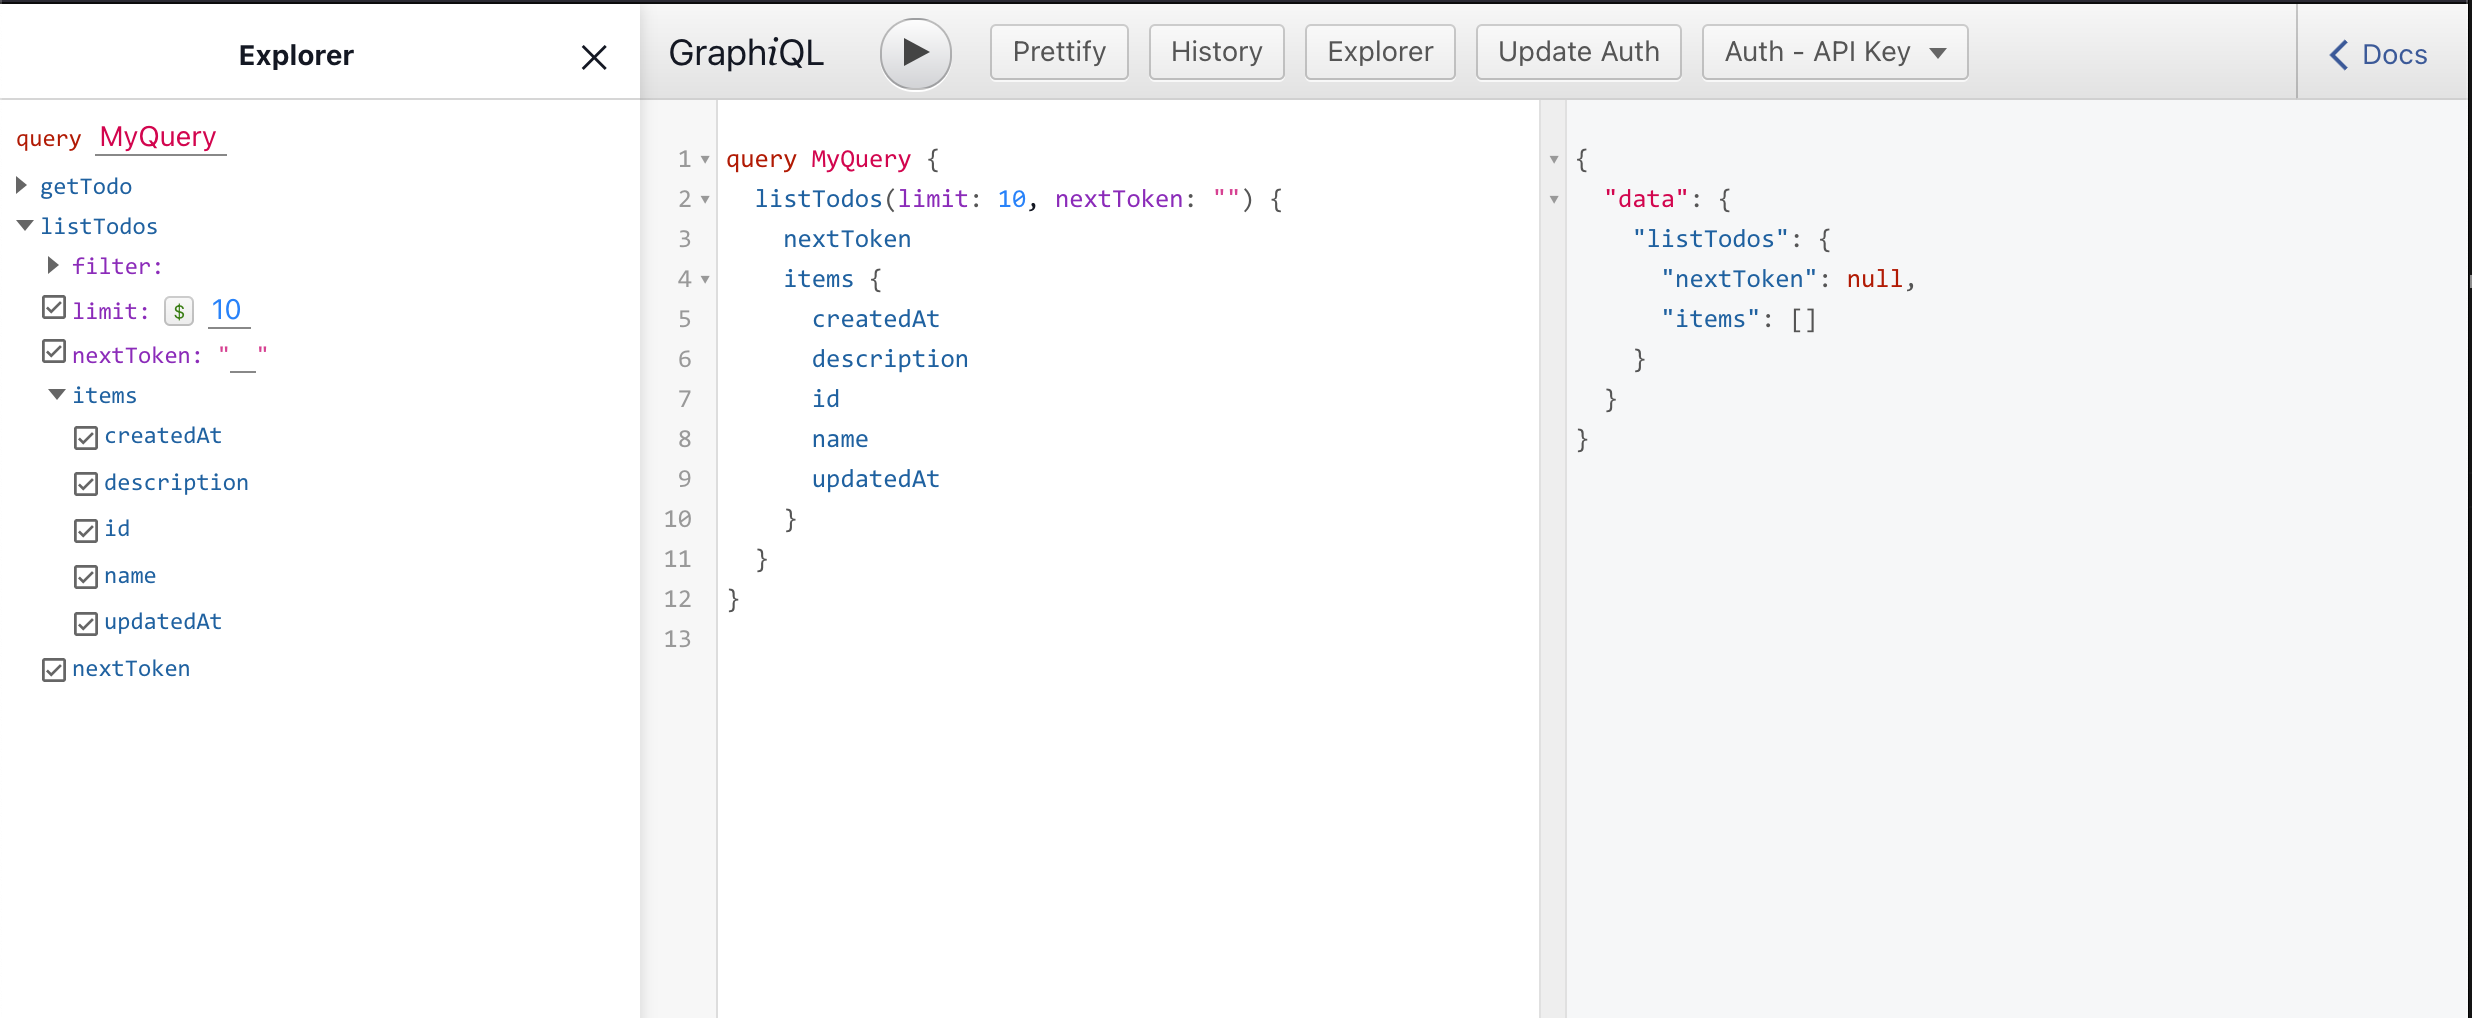 Explorer
GraphiQL
Prettify
History
Explorer
Update Auth
Auth - API Key
Docs
query MyQuery
getTodo
listTodos
filter:
limit: $ 10
nextToken: "  "
items
createdAt
description
id
name
updatedAt
nextToken
1 query MyQuery {
2 listTodos(limit: 10, nextToken: "") {
3 nextToken
4 items {
5 createdAt
6 description
7 id
8 name
9 updatedAt
10 }
11 }
12 }
13
{
"data": {
"listTodos": {
"nextToken": null,
"items": []
}
}
}